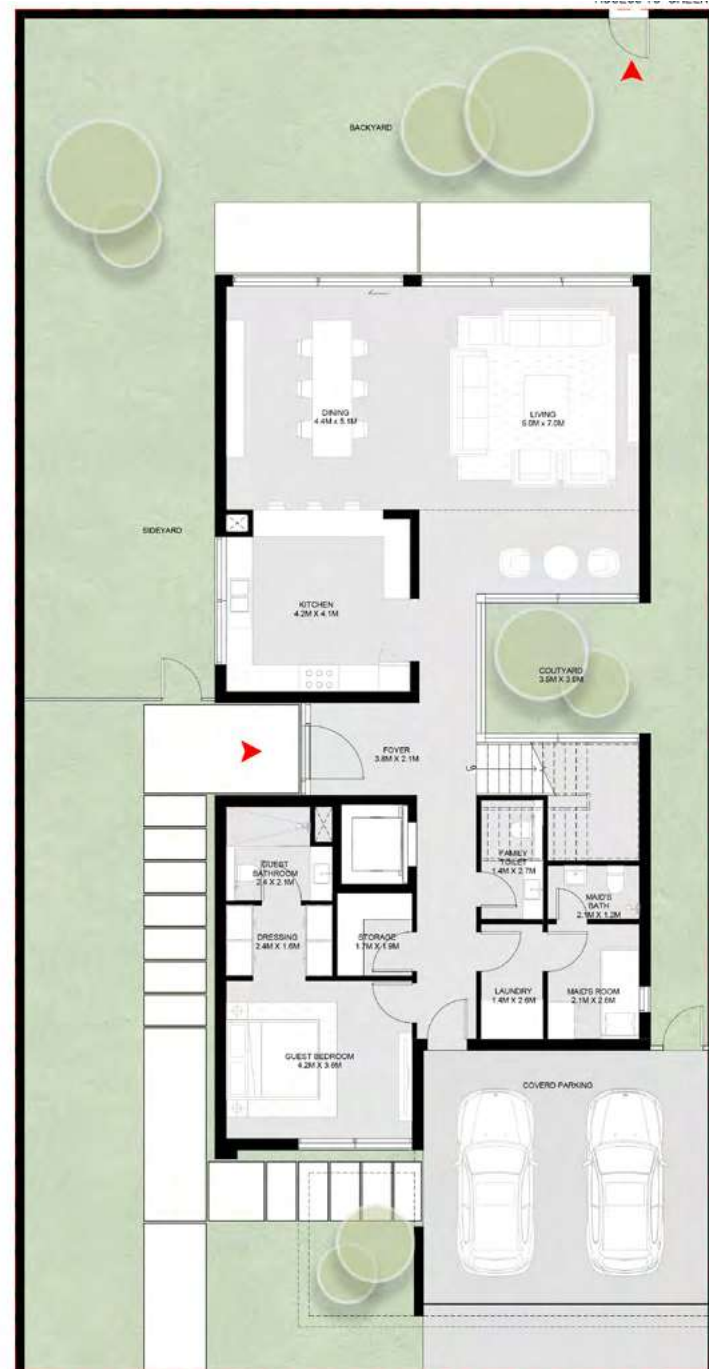 BACKYARD
DINING
4.4M x 5.1M
LIVING
5.0M x 7.0M
SIDEYARD
KITCHEN
4.2M X 4.1M
COUTYARD
3.5M X 3.6M
FOYER
3.8M X 2.1M
FAMILY
TOILET
1.4M X 2.7M
GUEST
BATHROOM
2.4 X 2.1M
MAID'S
BATH
2.1M X 1.2M
DRESSING
2.4M X 1.6M
STORAGE
1.7M X 1.9M
LAUNDRY
1.4M X 2.6M
MAID'S ROOM
2.1M X 2.6M
GUEST BEDROOM
4.2M X 3.6M
COVERD PARKING